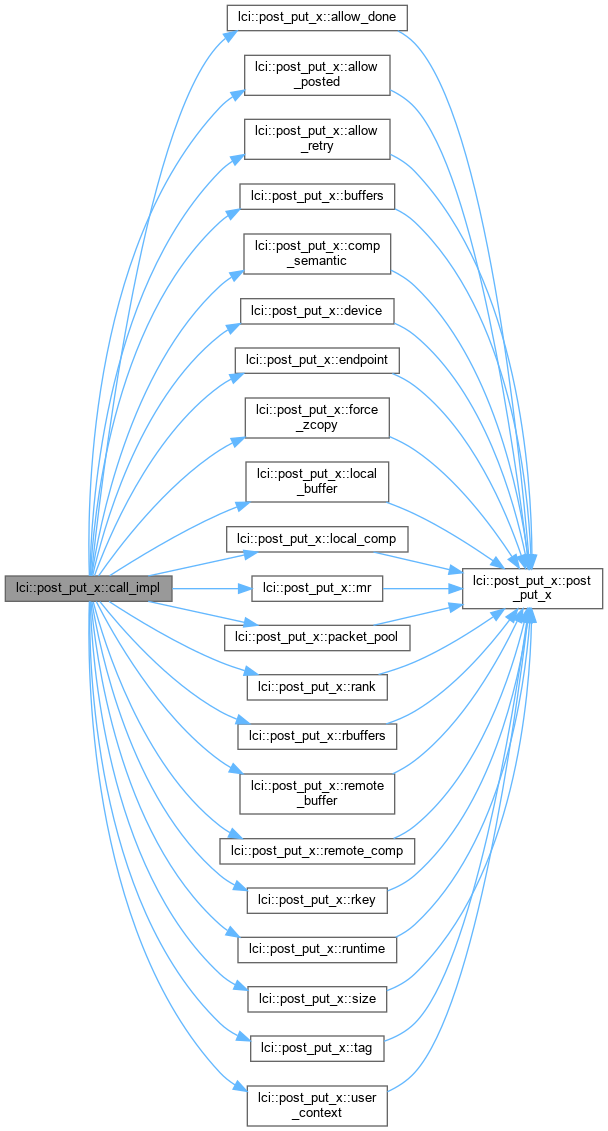 lci::post_put_x::allow_done
lci::post_put_x::allow
_posted
lci::post_put_x::allow
_retry
lci::post_put_x::buffers
lci::post_put_x::comp
_semantic
lci::post_put_x::device
lci::post_put_x::endpoint
lci::post_put_x::force
_zcopy
lci::post_put_x::local
_buffer
lci::post_put_x::local_comp
lci::post_put_x::call_impl
lci::post_put_x::mr
lci::post_put_x::post
_put_x
lci::post_put_x::packet_pool
lci::post_put_x::rank
lci::post_put_x::rbuffers
lci::post_put_x::remote
_buffer
lci::post_put_x::remote_comp
lci::post_put_x::rkey
lci::post_put_x::runtime
lci::post_put_x::size
lci::post_put_x::tag
lci::post_put_x::user
_context